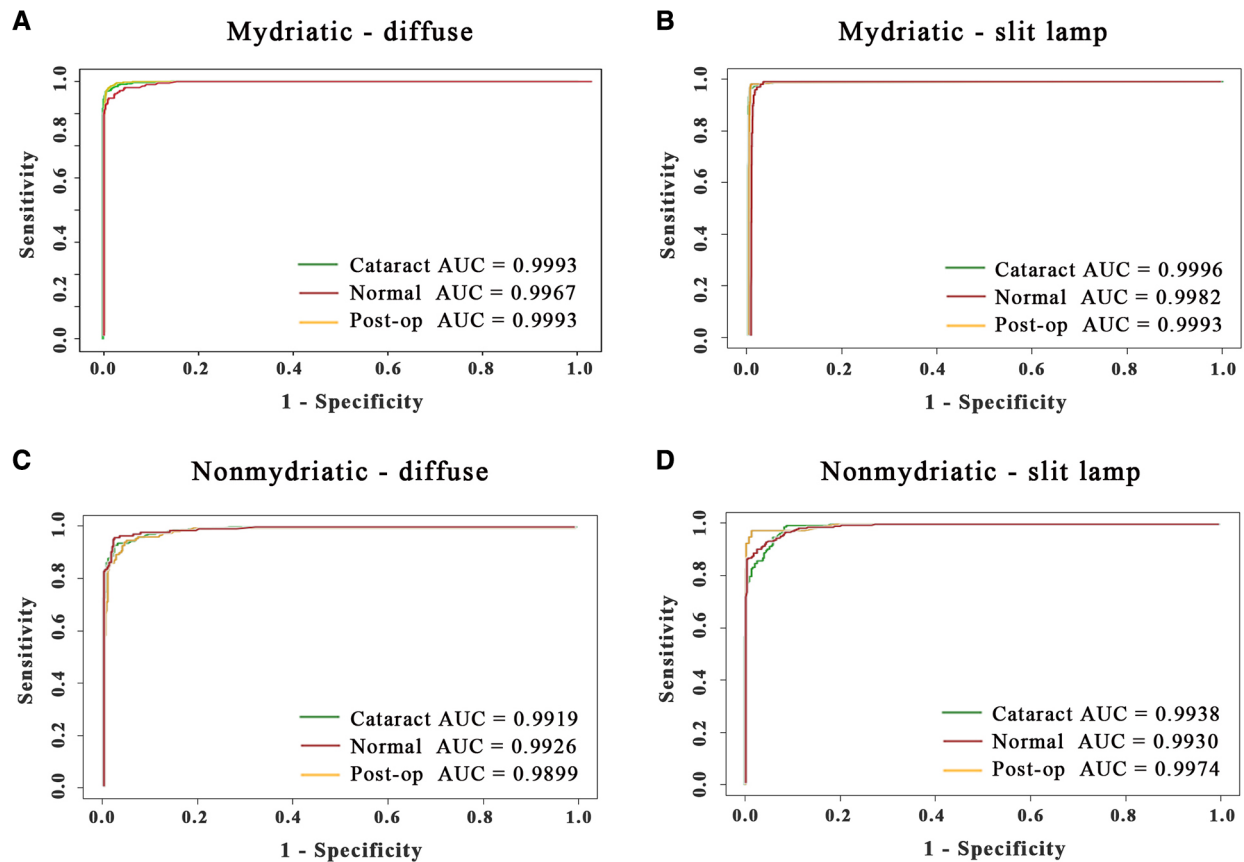 A
Mydriatic - diffuse
Sensitivity
1.0
0.8
0.6
0.4
0.2
0.0
Cataract AUC = 0.9993
Normal AUC = 0.9967
Post-op AUC = 0.9993
0.0 0.2 0.4 0.6 0.8 1.0
1 - Specificity
B
Mydriatic - slit lamp
Sensitivity
1.0
0.8
0.6
0.4
0.2
0.0
Cataract AUC = 0.9996
Normal AUC = 0.9982
Post-op AUC = 0.9993
0.0 0.2 0.4 0.6 0.8 1.0
1 - Specificity
C
Nonmydriatic - diffuse
Sensitivity
1.0
0.8
0.6
0.4
0.2
0.0
Cataract AUC = 0.9919
Normal AUC = 0.9926
Post-op AUC = 0.9899
0.0 0.2 0.4 0.6 0.8 1.0
1 - Specificity
D
Nonmydriatic - slit lamp
Sensitivity
1.0
0.8
0.6
0.4
0.2
0.0
Cataract AUC = 0.9938
Normal AUC = 0.9930
Post-op AUC = 0.9974
0.0 0.2 0.4 0.6 0.8 1.0
1 - Specificity